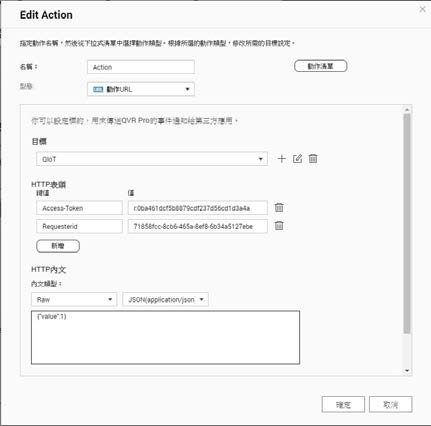 Edit Action
指定動作名稱，然後從下拉式清單中選擇動作類型。根據所選的動作類型，修改所需的目標設定。
名稱：
Action
動作清單
型態:
URL 動作URL
你可以設定標的，用來傳送QVR Pro的事件通知給第三方應用。
目標
QIoT
HTTP表頭
鍵值 值
Access-Token r:0ba461dcf5b8879cdf237d56cd1d3a4a
Requesterid 71858fcc-8cb6-465a-8ef8-6b34a5127ebe
新增
HTTP內文
內文類型：
Raw JSON(application/json
{"value":1}
確定 取消